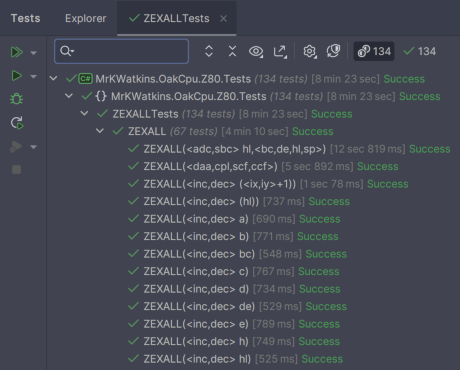 Tests Explorer ZEXALLTests ×
134 134
C# MrKWatkins.OakCpu.Z80.Tests (134 tests) [8 min 23 sec] Success
{} MrKWatkins.OakCpu.Z80.Tests (134 tests) [8 min 23 sec] Success
ZEXALLTests (134 tests) [8 min 23 sec] Success
ZEXALL (67 tests) [4 min 10 sec] Success
ZEXALL(<adc,sbc> hl,<bc,de,hl,sp>) [12 sec 819 ms] Success
ZEXALL(<daa,cpl,scf,ccf>) [5 sec 892 ms] Success
ZEXALL(<inc,dec> (<ix,iy>+1)) [1 sec 78 ms] Success
ZEXALL(<inc,dec> (hl)) [737 ms] Success
ZEXALL(<inc,dec> a) [690 ms] Success
ZEXALL(<inc,dec> b) [771 ms] Success
ZEXALL(<inc,dec> bc) [548 ms] Success
ZEXALL(<inc,dec> c) [767 ms] Success
ZEXALL(<inc,dec> d) [734 ms] Success
ZEXALL(<inc,dec> de) [529 ms] Success
ZEXALL(<inc,dec> e) [789 ms] Success
ZEXALL(<inc,dec> h) [749 ms] Success
ZEXALL(<inc,dec> hl) [525 ms] Success